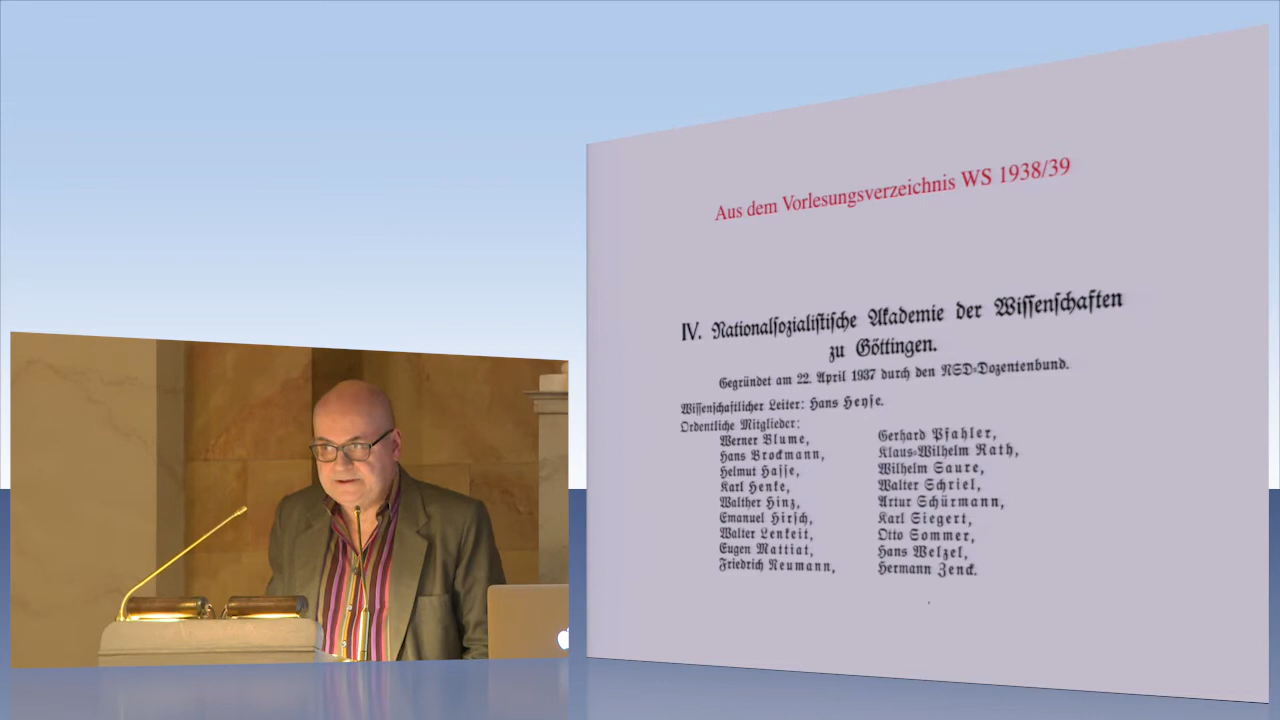 Aus dem Vorlesungsverzeichnis WS 1938/39
IV. Nationalsozialistische Akademie der Wissenschaften
zu Göttingen.
Gegründet am 22. April 1937 durch den NSD-Dozentenbund.
Wissenschaftlicher Leiter: Hans Heyse.
Ordentliche Mitglieder:
Werner Blume,
Hans Brockmann,
Helmut Hasse,
Karl Henke,
Walther Hinz,
Emanuel Hirsch,
Walter Lenkeit,
Eugen Mattiat,
Friedrich Neumann,
Gerhard Pfahler,
Klaus-Wilhelm Rath,
Wilhelm Saure,
Walter Schriel,
Artur Schürmann,
Karl Siegert,
Otto Sommer,
Hans Welzel,
Hermann Zenck.